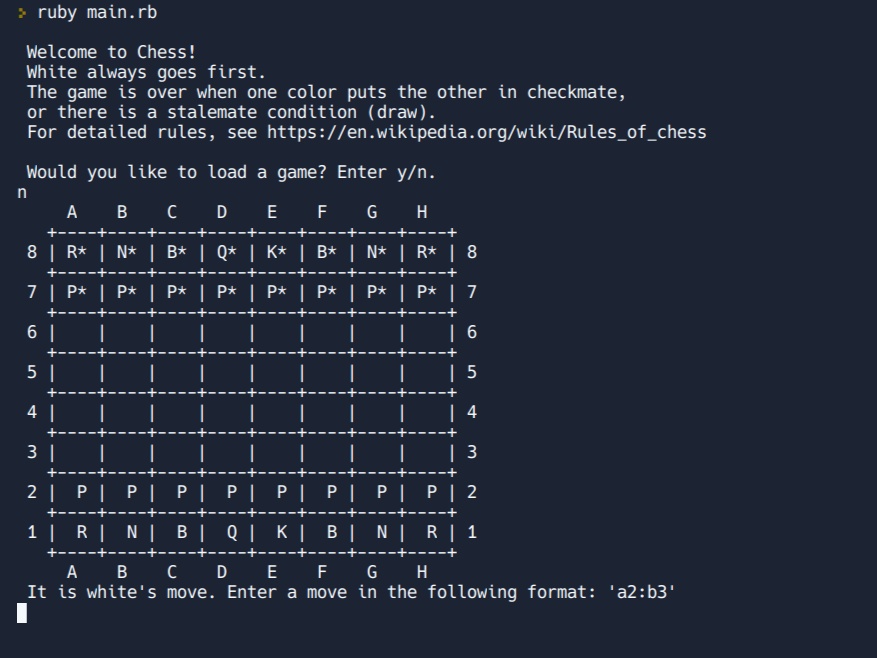 > ruby main.rb
Welcome to Chess!
White always goes first.
The game is over when one color puts the other in checkmate,
or there is a stalemate condition (draw).
For detailed rules, see https://en.wikipedia.org/wiki/Rules_of_chess
Would you like to load a game? Enter y/n.
n
     A    B    C    D    E    F    G    H
   +----+----+----+----+----+----+----+----+
 8 | R* | N* | B* | Q* | K* | B* | N* | R* | 8
   +----+----+----+----+----+----+----+----+
 7 | P* | P* | P* | P* | P* | P* | P* | P* | 7
   +----+----+----+----+----+----+----+----+
 6 |    |    |    |    |    |    |    |    | 6
   +----+----+----+----+----+----+----+----+
 5 |    |    |    |    |    |    |    |    | 5
   +----+----+----+----+----+----+----+----+
 4 |    |    |    |    |    |    |    |    | 4
   +----+----+----+----+----+----+----+----+
 3 |    |    |    |    |    |    |    |    | 3
   +----+----+----+----+----+----+----+----+
 2 |  P |  P |  P |  P |  P |  P |  P |  P | 2
   +----+----+----+----+----+----+----+----+
 1 |  R |  N |  B |  Q |  K |  B |  N |  R | 1
   +----+----+----+----+----+----+----+----+
     A    B    C    D    E    F    G    H
It is white's move. Enter a move in the following format: 'a2:b3'